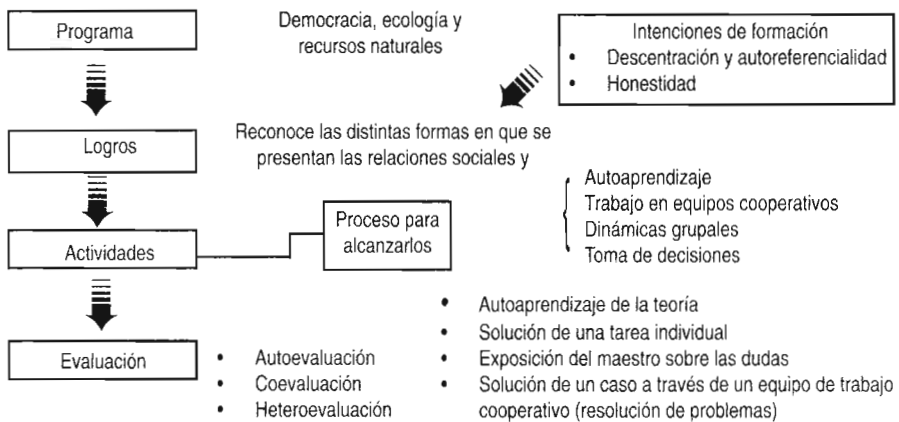 Programa
Democracia, ecología y
recursos naturales
Intenciones de formación
• Descentración y autoreferencialidad
• Honestidad
Logros
Reconoce las distintas formas en que se
presentan las relaciones sociales y
Actividades
Proceso para
alcanzarlos
Autoaprendizaje
Trabajo en equipos cooperativos
Dinámicas grupales
Toma de decisiones
Evaluación
• Autoevaluación
• Coevaluación
• Heteroevaluación
• Autoaprendizaje de la teoría
• Solución de una tarea individual
• Exposición del maestro sobre las dudas
• Solución de un caso a través de un equipo de trabajo
cooperativo (resolución de problemas)